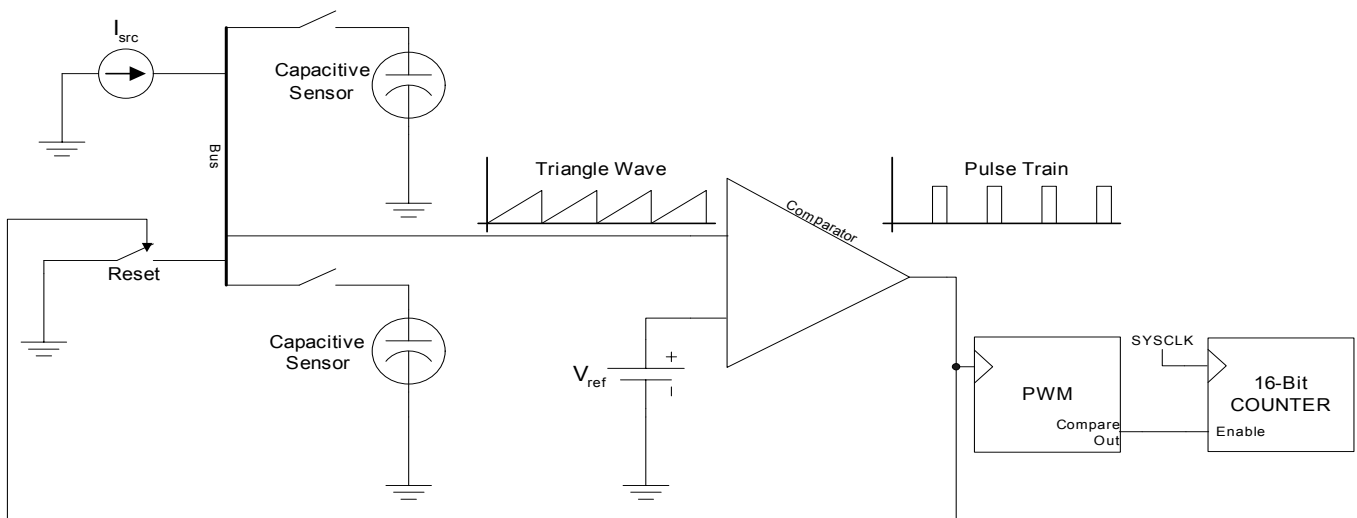 Isrc
Capacitive
Sensor
Bus
Triangle Wave
Pulse Train
Comparator
Reset
Capacitive
Sensor
Vref
+
–
SYSCLK
PWM
16-Bit
COUNTER
Compare
Out
Enable